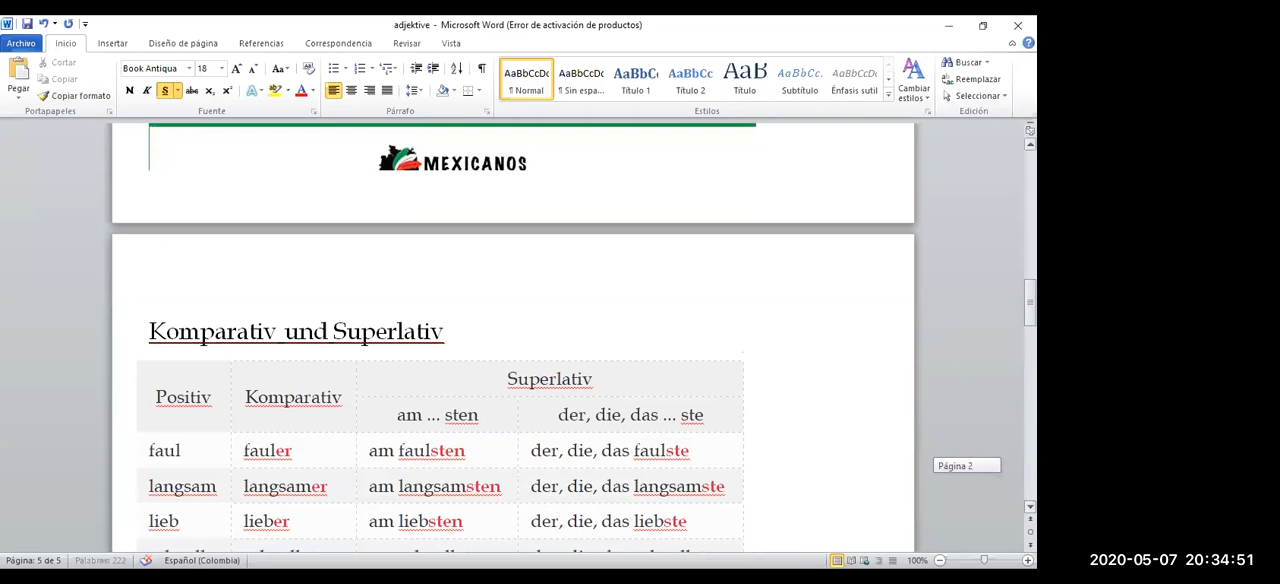 adjektive - Microsoft Word (Error de activación de productos)
Archivo Inicio Insertar Diseño de página Referencias Correspondencia Revisar Vista
Pegar
Cortar
Copiar
Copiar formato
Portapapeles
Book Antiqua 18
Fuente
Párrafo
AaBbCcDc AaBbCcDc AaBbC AaBbCc AaB AaBbCc. AaBbCcDc
¶ Normal ¶ Sin espa... Título 1 Título 2 Título Subtítulo Énfasis sutil
Cambiar estilos
Estilos
Buscar
Reemplazar
Seleccionar
Edición
MEXICANOS
Komparativ und Superlativ
Positiv Komparativ Superlativ
am ... sten der, die, das ... ste
faul fauler am faulsten der, die, das faulste
langsam langsamer am langsamsten der, die, das langsamste
lieb lieber am liebsten der, die, das liebste
Página 2
Página: 5 de 5 Palabras: 222 Español (Colombia) 100%
2020-05-07 20:34:51